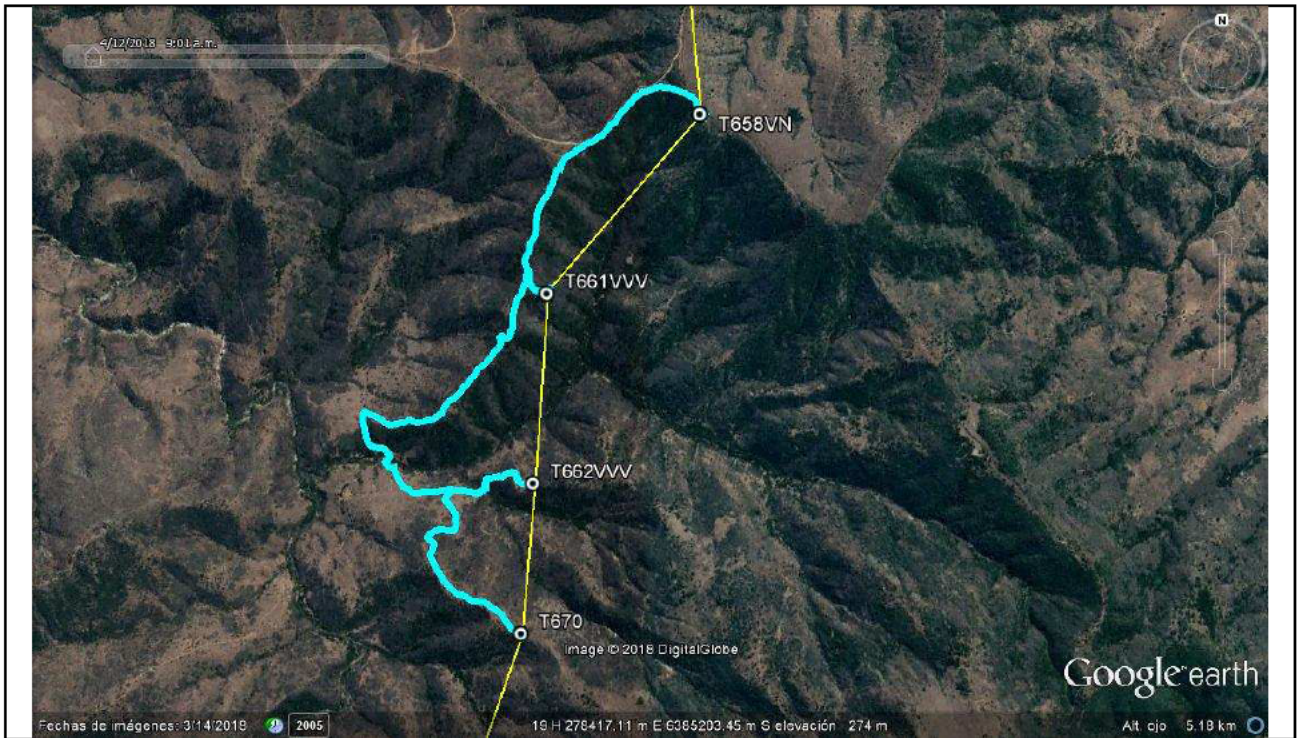 N
4/12/2018 9:01 a.m.
T658VN
T661VVV
T662VVV
T670
Image © 2018 DigitalGlobe
Google earth
Fechas de imágenes: 3/14/2018 2005 19 H 278417.11 m E 6385203.45 m S elevación 274 m Alt. ojo 5.18 km